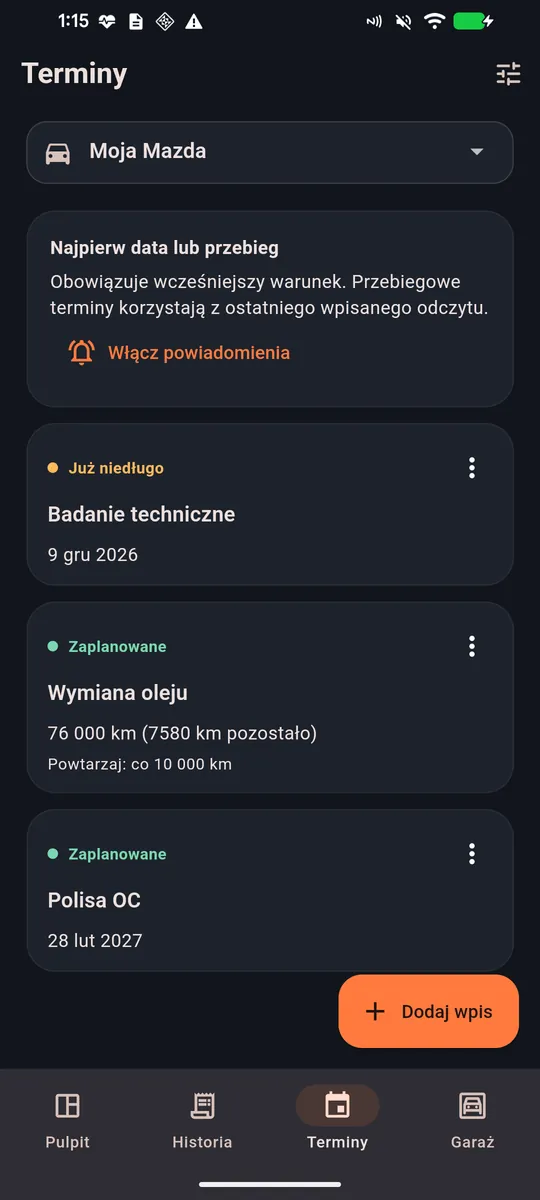 1:15
Terminy
Moja Mazda
Najpierw data lub przebieg
Obowiązuje wcześniejszy warunek. Przebiegowe
terminy korzystają z ostatniego wpisanego odczytu.
Włącz powiadomienia
Już niedługo
Badanie techniczne
9 gru 2026
Zaplanowane
Wymiana oleju
76 000 km (7580 km pozostało)
Powtarzaj: co 10 000 km
Zaplanowane
Polisa OC
28 lut 2027
Dodaj wpis
Pulpit
Historia
Terminy
Garaż